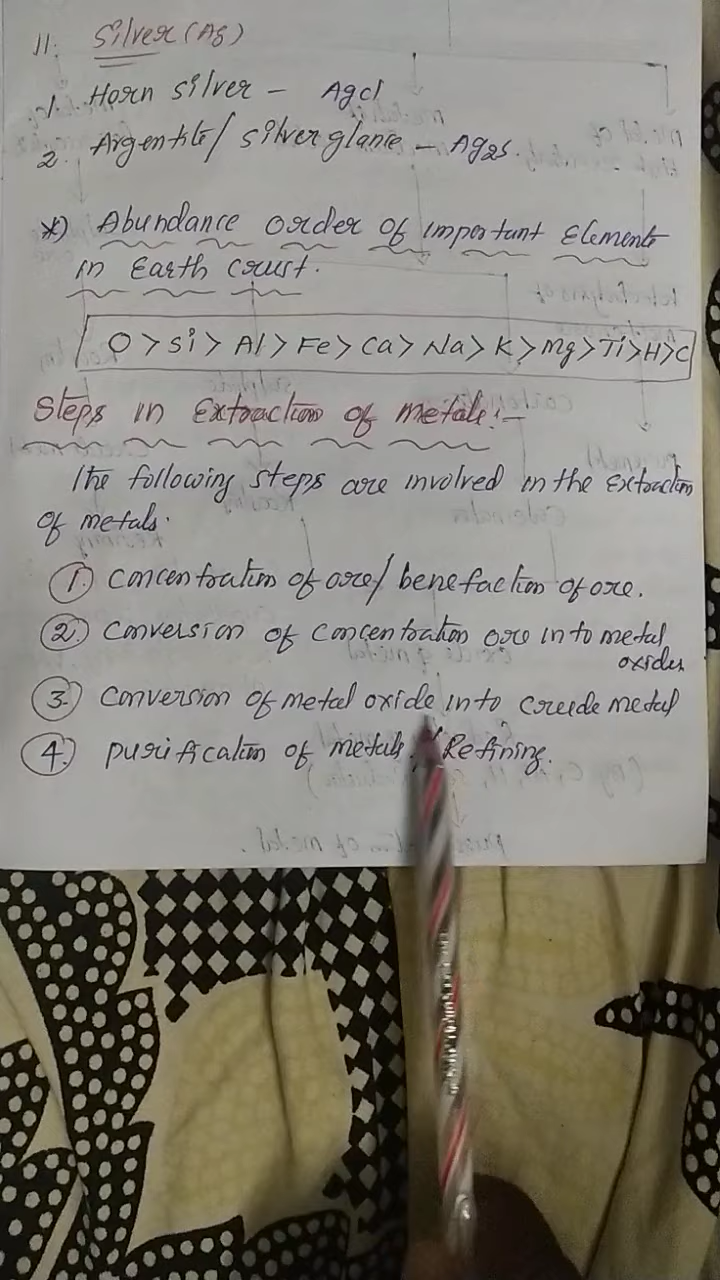 11. Silver (Ag)
1. Horn silver - AgCl
2. Argentite/ silver glance - Ag2S.
*) Abundance order of important Elements
in Earth crust.
O > Si > Al > Fe > Ca > Na > K > Mg > Ti > H > C
Steps in Extraction of metals:-
The following steps are involved in the Extraction
of metals.
1. Concentration of ore/ benefaction of ore.
2. Conversion of Concentration ore into metal
oxides
3. Conversion of metal oxide into crude metal
4. purification of metals. / Refining.